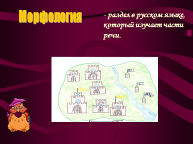 Морфология
- раздел в русском языке,
который изучает части
речи.